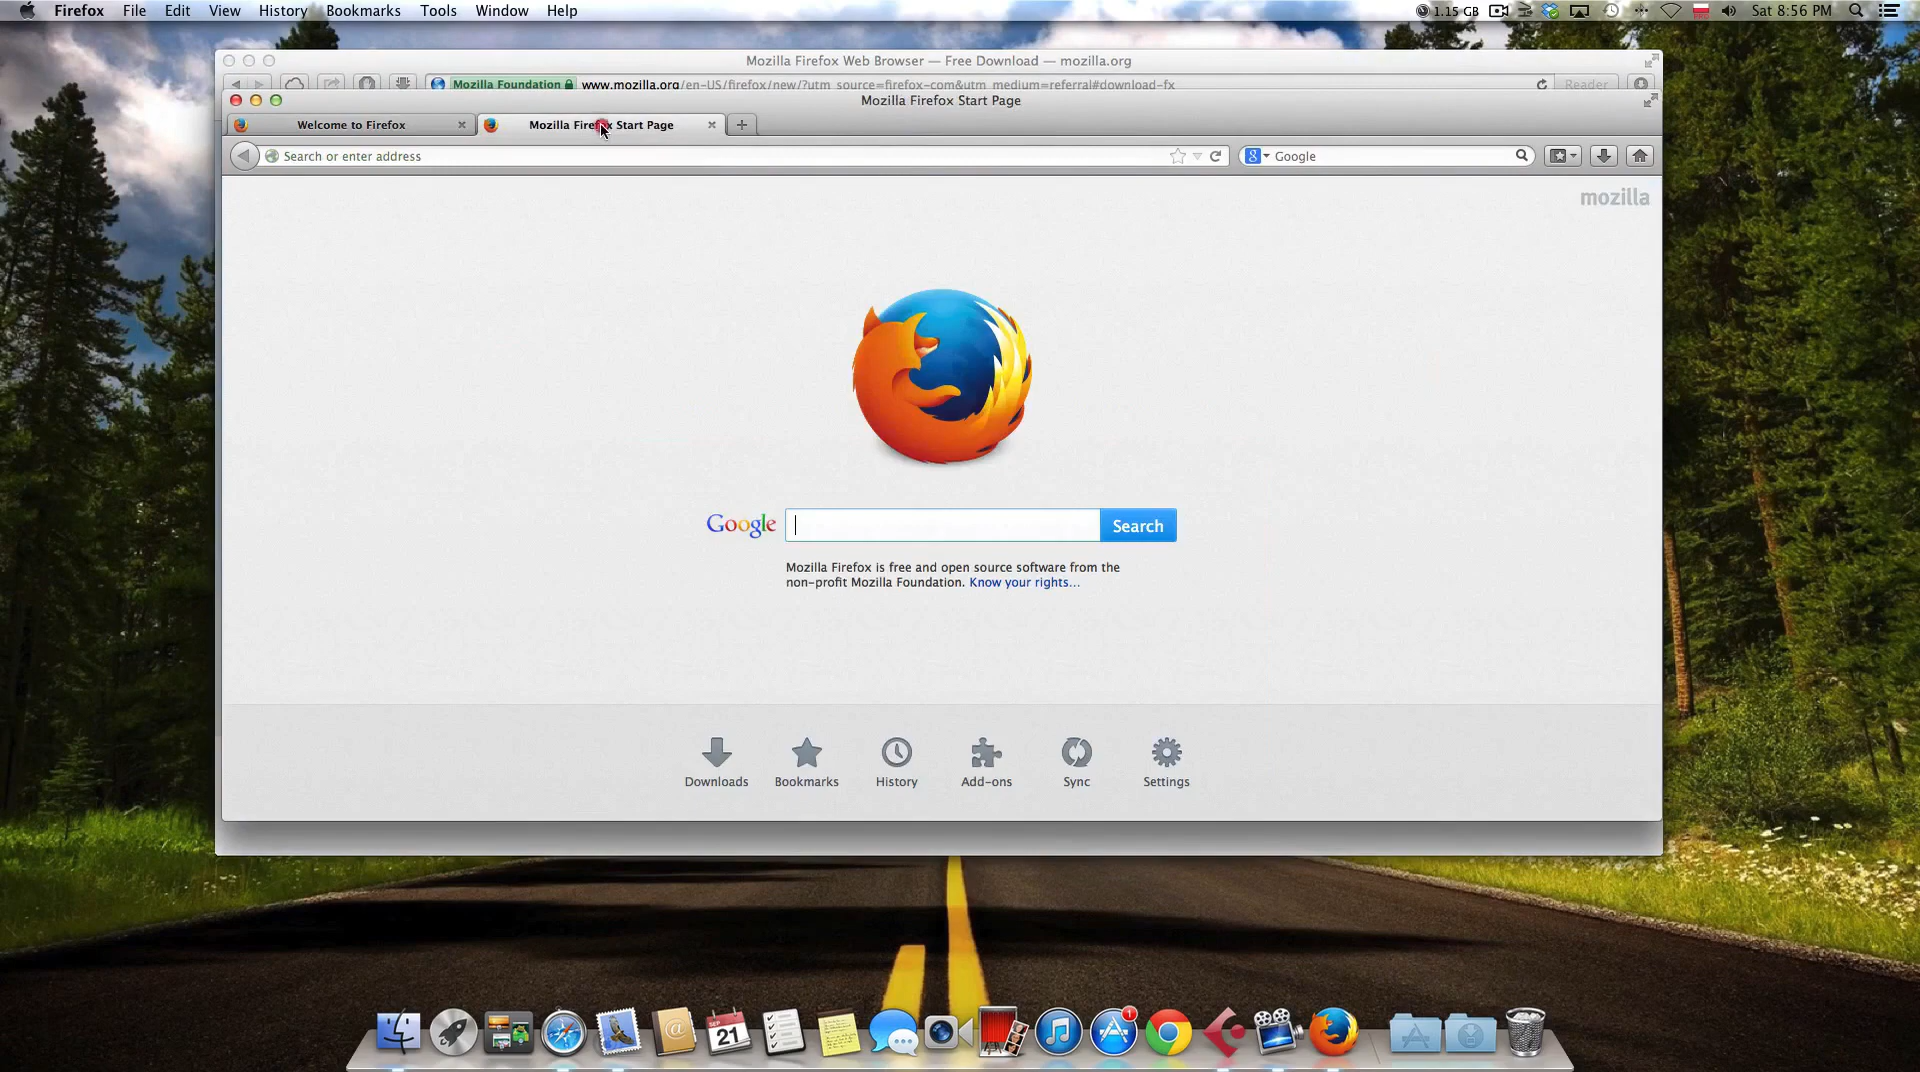 Firefox File Edit View History Bookmarks Tools Window Help 1.15 GB Sat 8:56 PM
Mozilla Firefox Web Browser — Free Download — mozilla.org
Mozilla Foundation www.mozilla.org/en-US/firefox/new/?utm_source=firefox-com&utm_medium=referral#download-fx Reader
Mozilla Firefox Start Page
Welcome to Firefox Mozilla Firefox Start Page
Search or enter address Google
mozilla
Google Search
Mozilla Firefox is free and open source software from the
non-profit Mozilla Foundation. Know your rights...
Downloads Bookmarks History Add-ons Sync Settings
SEP
21
1